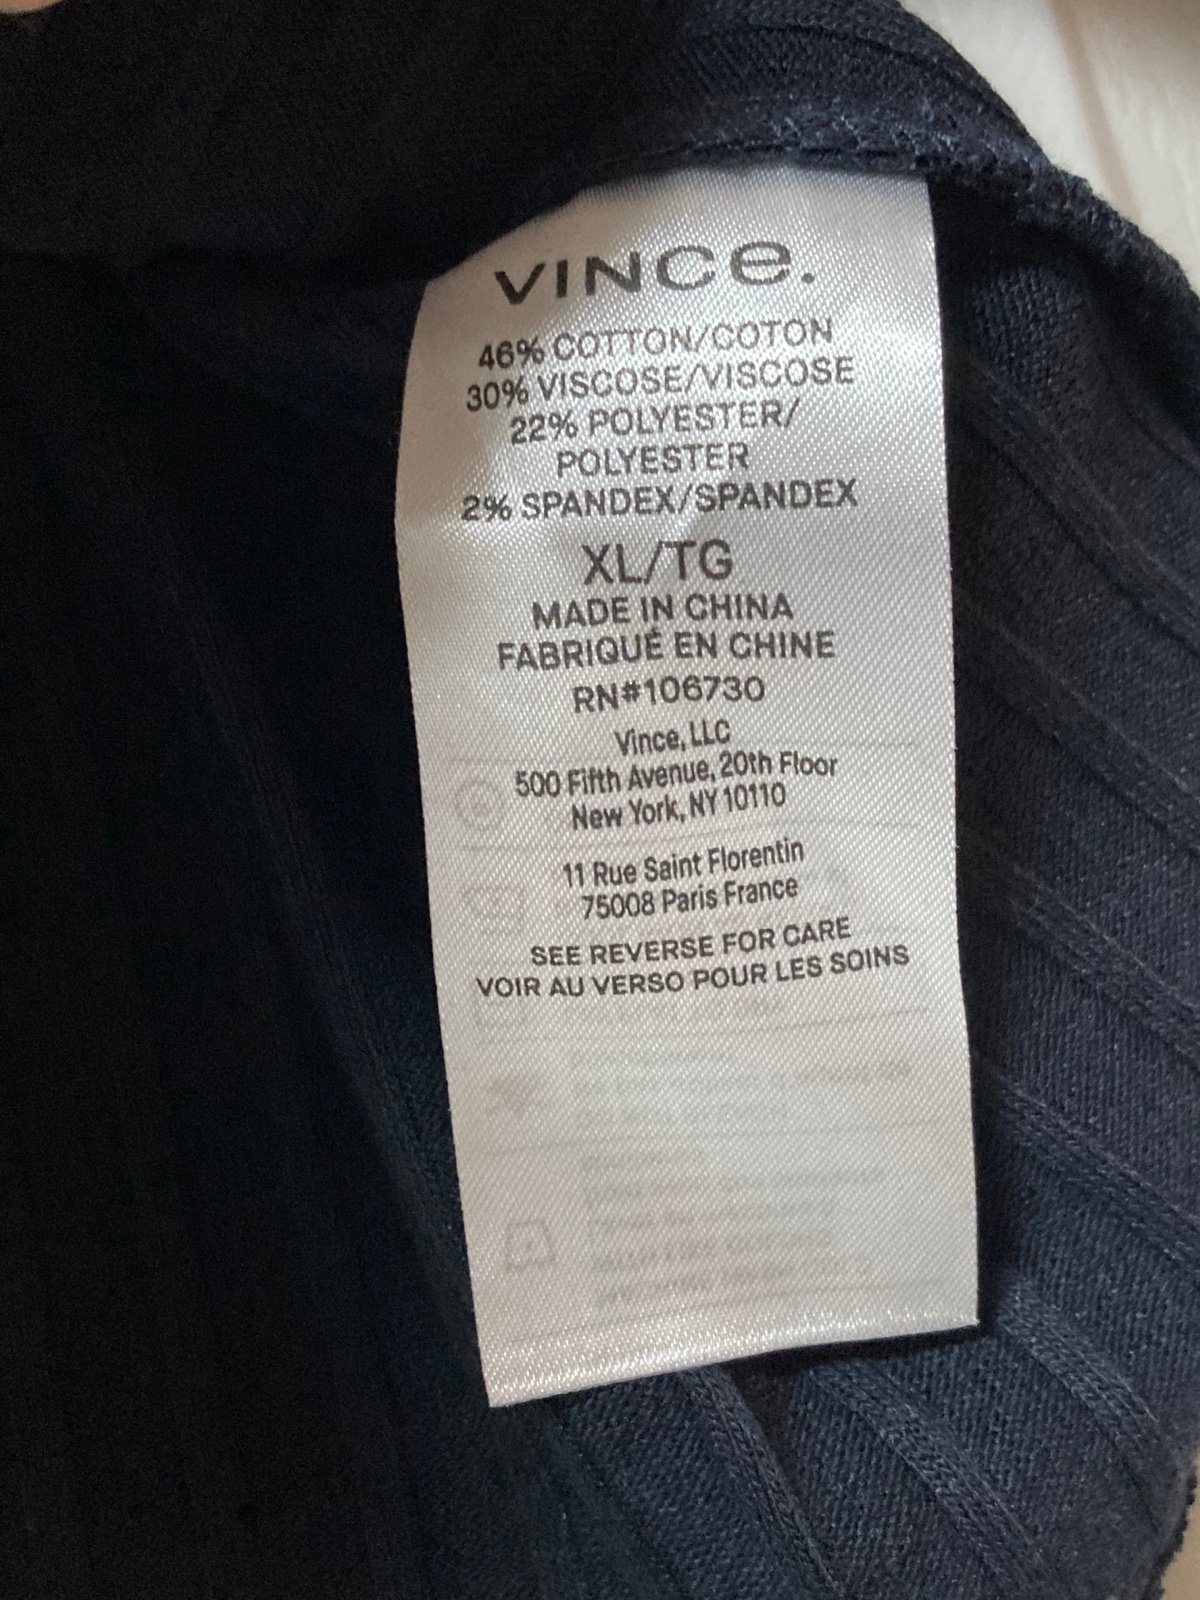 VINCE.
46% COTTON/COTON
30% VISCOSE/VISCOSE
22% POLYESTER/
POLYESTER
2% SPANDEX/SPANDEX
XL/TG
MADE IN CHINA
FABRIQUÉ EN CHINE
RN#106730
Vince, LLC
500 Fifth Avenue, 20th Floor
New York, NY 10110
11 Rue Saint Florentin
75008 Paris France
SEE REVERSE FOR CARE
VOIR AU VERSO POUR LES SOINS